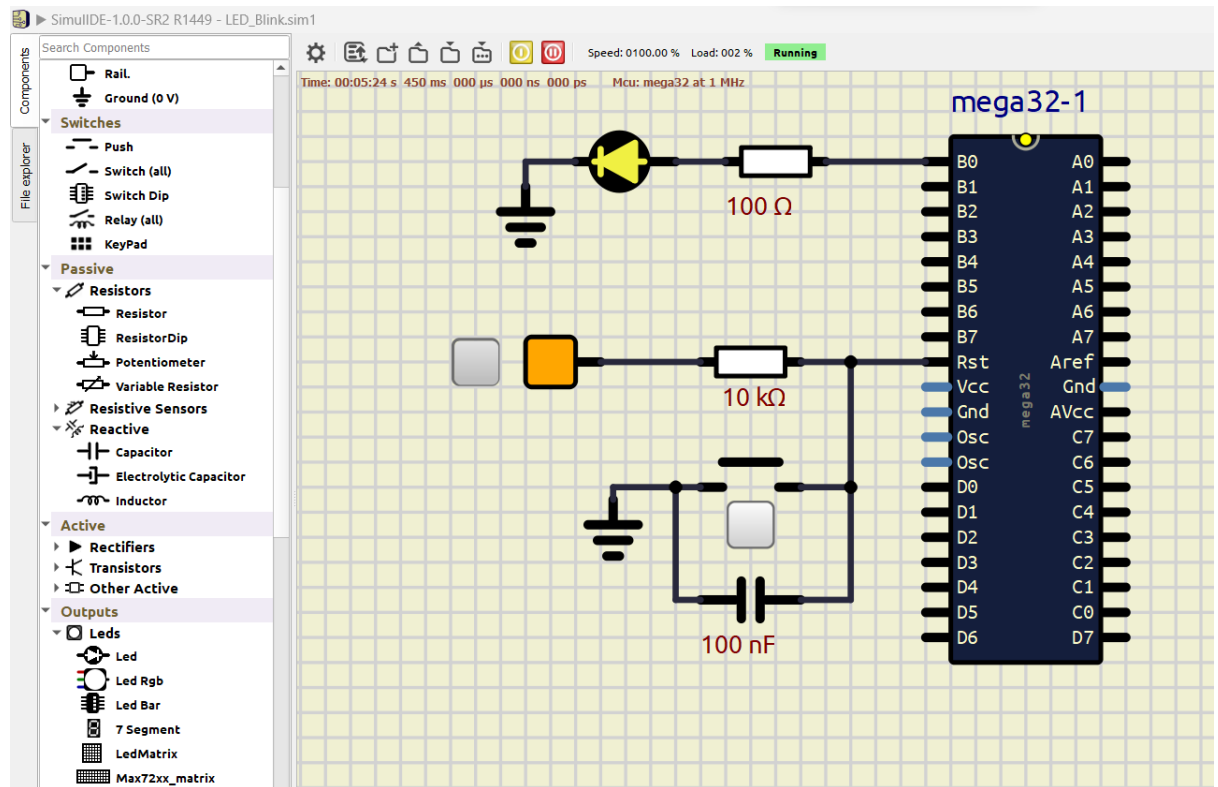 SimulIDE-1.0.0-SR2 R1449 - LED_Blink.sim1
Components
File explorer
Search Components
Rail.
Ground (0 V)
Switches
Push
Switch (all)
Switch Dip
Relay (all)
KeyPad
Passive
Resistors
Resistor
ResistorDip
Potentiometer
Variable Resistor
Resistive Sensors
Reactive
Capacitor
Electrolytic Capacitor
Inductor
Active
Rectifiers
Transistors
Other Active
Outputs
Leds
Led
Led Rgb
Led Bar
7 Segment
LedMatrix
Max72xx_matrix
Speed: 0100.00 % Load: 002 % Running
Time: 00:05:24 s 450 ms 000 µs 000 ns 000 ps Mcu: mega32 at 1 MHz
mega32-1
100 Ω
10 kΩ
100 nF
mega32
B0 A0
B1 A1
B2 A2
B3 A3
B4 A4
B5 A5
B6 A6
B7 A7
Rst Aref
Vcc Gnd
Gnd AVcc
Osc C7
Osc C6
D0 C5
D1 C4
D2 C3
D3 C2
D4 C1
D5 C0
D6 D7